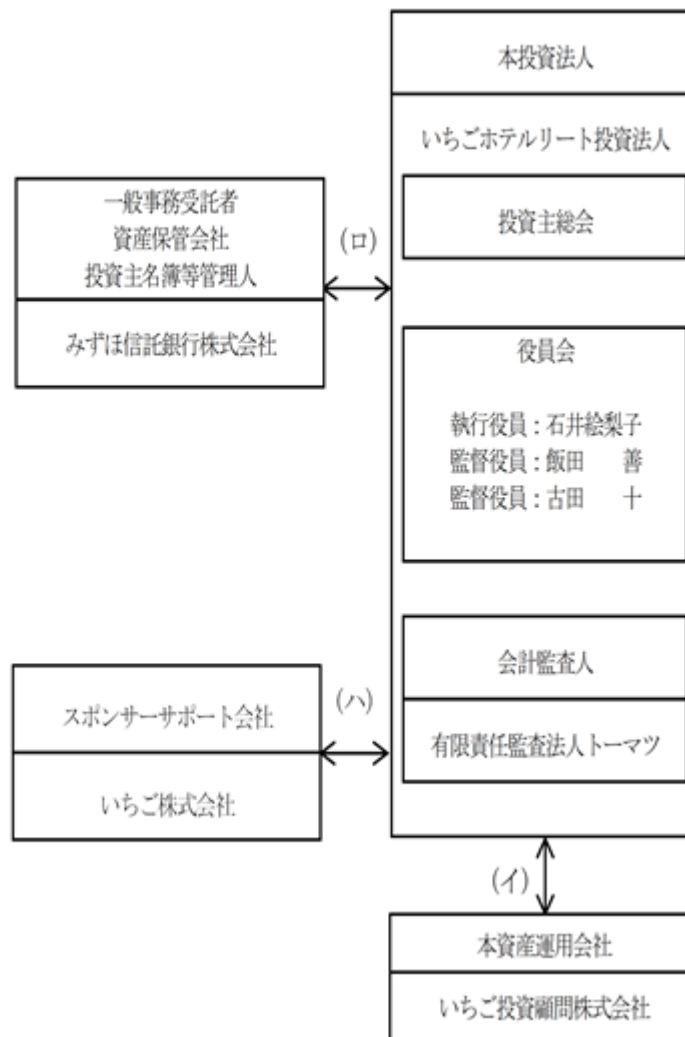 本投資法人
いちごホテルリート投資法人
投資主総会
一般事務受託者
資産保管会社
投資主名簿等管理人
(ロ)
みずほ信託銀行株式会社
役員会
執行役員：石井絵梨子
監督役員：飯田　善
監督役員：古田　十
会計監査人
有限責任監査法人トーマツ
スポンサーサポート会社
(ハ)
いちご株式会社
(イ)
本資産運用会社
いちご投資顧問株式会社